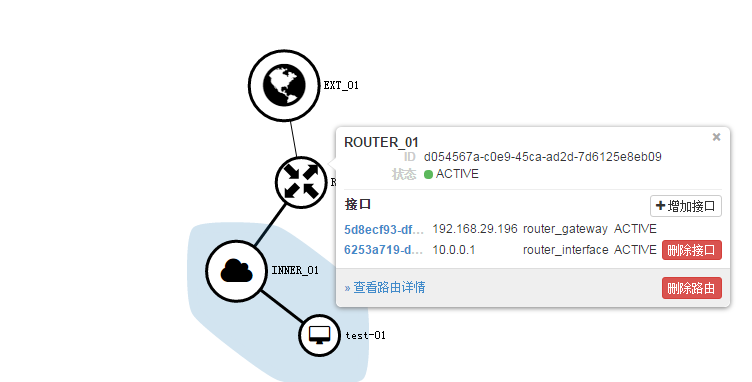 EXT_01
ROUTER_01
×
ID d054567a-c0e9-45ca-ad2d-7d6125e8eb09
状态 ACTIVE
R
接口
增加接口
5d8ecf93-df... 192.168.29.196 router_gateway ACTIVE
6253a719-d... 10.0.0.1 router_interface ACTIVE 删除接口
INNER_01
» 查看路由详情 删除路由
test-01